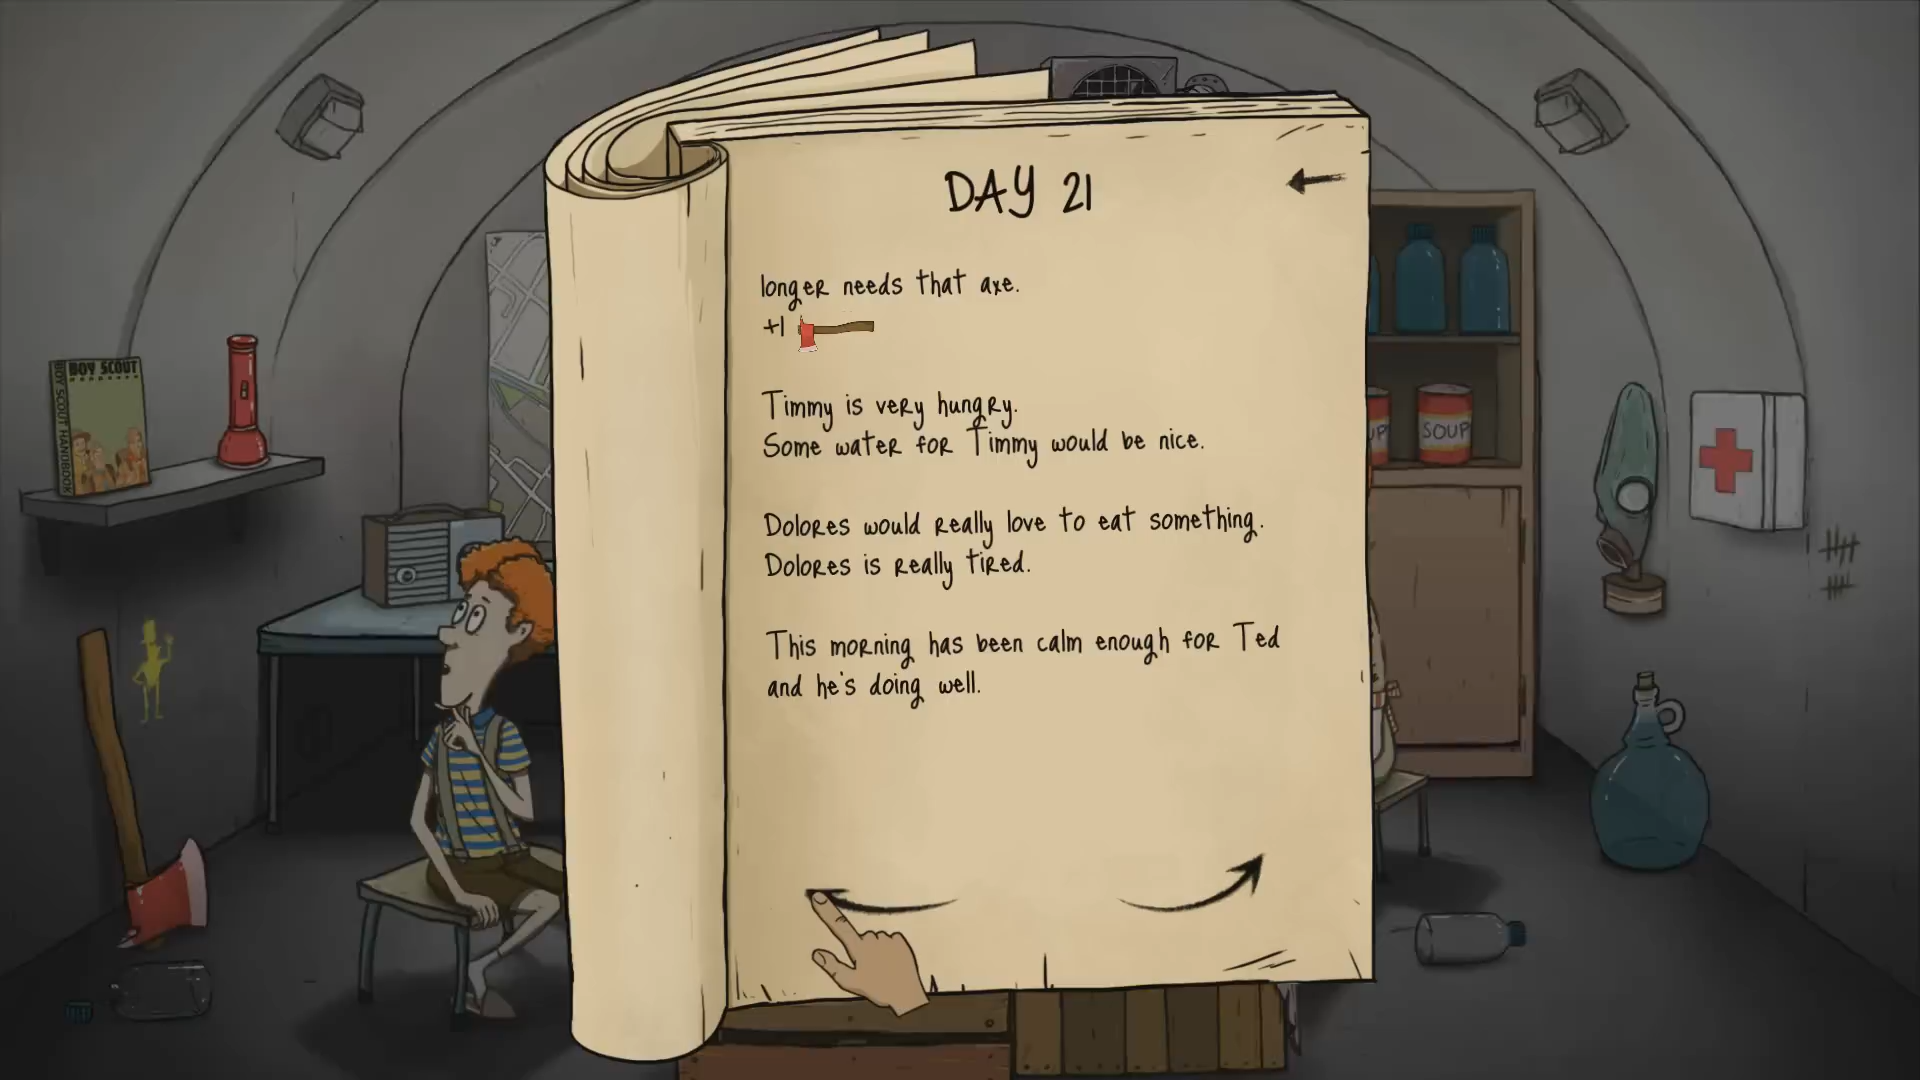 DAY 21
longer needs that axe.
+1
Timmy is very hungry.
Some water for Timmy would be nice.
Dolores would really love to eat something.
Dolores is really tired.
This morning has been calm enough for Ted
and he's doing well.
BOY SCOUT
BOY SCOUT HANDBOOK
UP
SOUP